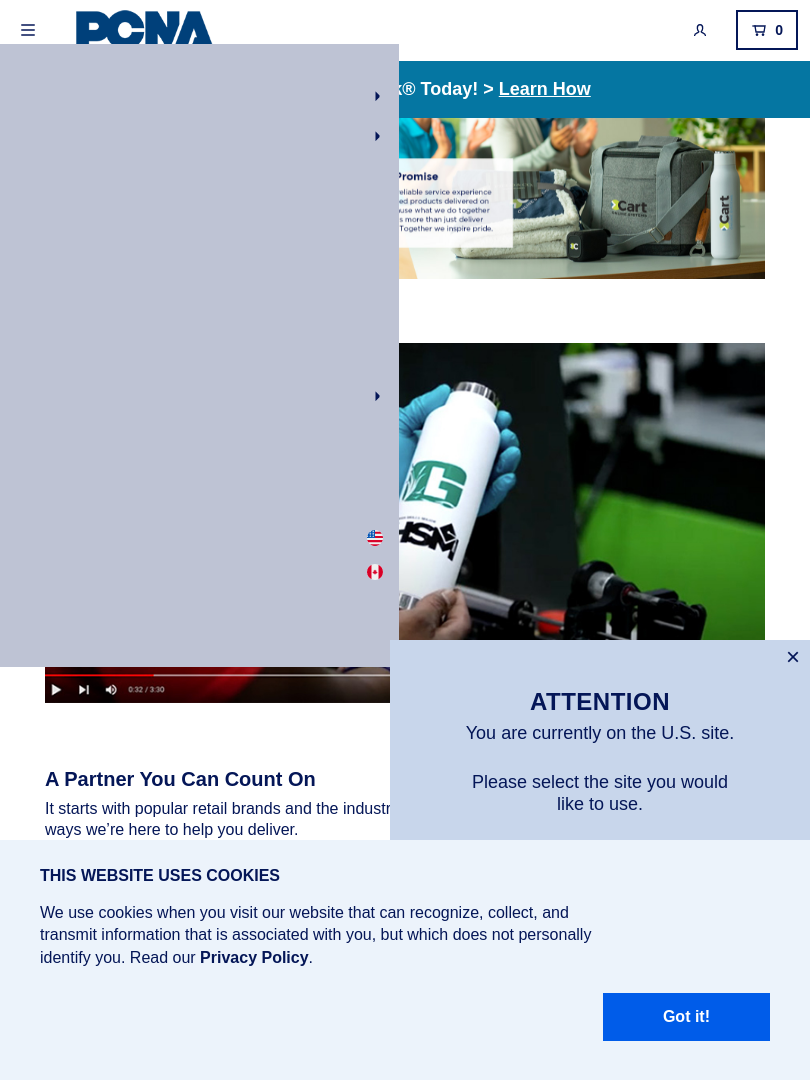 PCNA
0
® Today! > Learn How
Promise
reliable service experience
ed products delivered on
use what we do together
s more than just deliver
Together we inspire pride.
Cart
Cart
C
HSM
0:32 / 3:30
×
ATTENTION
You are currently on the U.S. site.
Please select the site you would
like to use.
A Partner You Can Count On
It starts with popular retail brands and the
ways we’re here to help you deliver.
THIS WEBSITE USES COOKIES
We use cookies when you visit our website that can recognize, collect, and
transmit information that is associated with you, but which does not personally
identify you. Read our Privacy Policy.
Got it!